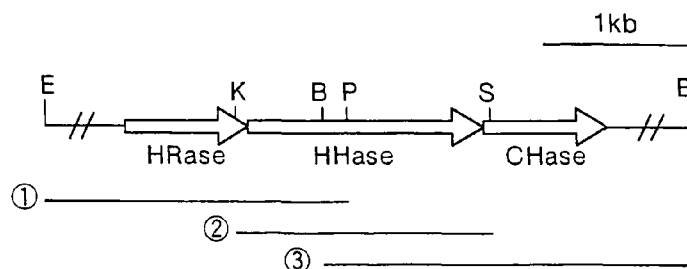 1kb
E K B P S E
HRase HHase CHase
①
②
③